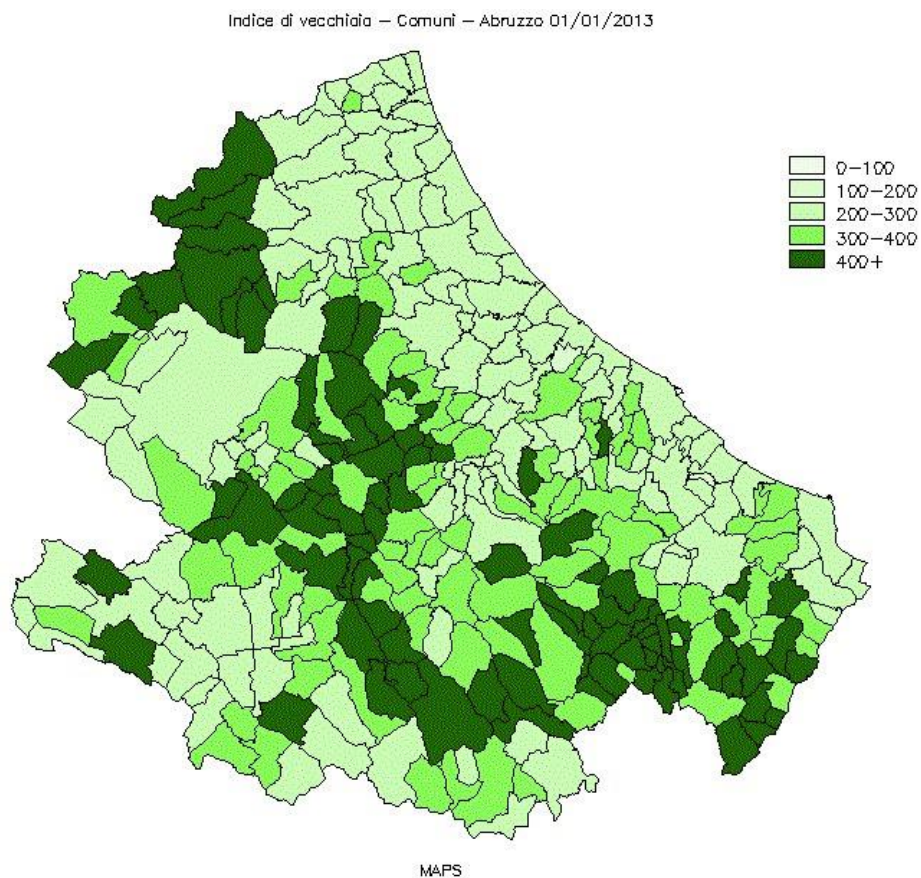 Indice di vecchiaia – Comuni – Abruzzo 01/01/2013
0–100
100–200
200–300
300–400
400+
MAPS